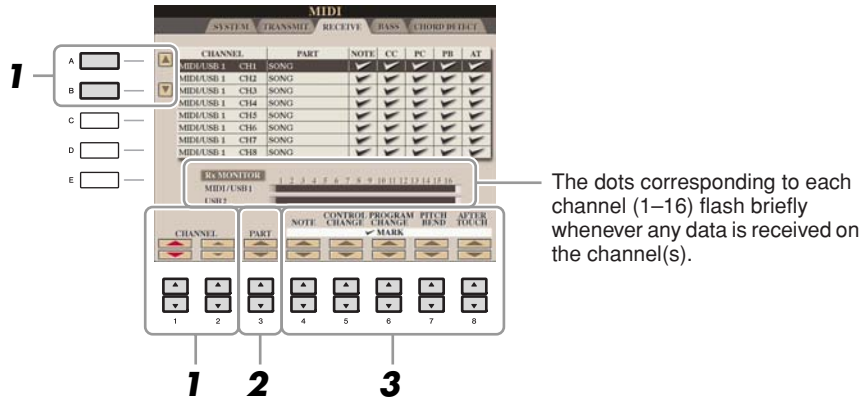 MIDI
SYSTEM TRANSMIT RECEIVE BASS CHORD DETECT
CHANNEL PART NOTE CC PC PB AT
MIDI/USB 1 CH1 SONG
MIDI/USB 1 CH2 SONG
MIDI/USB 1 CH3 SONG
MIDI/USB 1 CH4 SONG
MIDI/USB 1 CH5 SONG
MIDI/USB 1 CH6 SONG
MIDI/USB 1 CH7 SONG
MIDI/USB 1 CH8 SONG
A
B
C
D
E
1
Rx MONITOR 1 2 3 4 5 6 7 8 9 10 11 12 13 14 15 16
MIDI/USB1
USB2
The dots corresponding to each
channel (1–16) flash briefly
whenever any data is received on
the channel(s).
CHANNEL PART NOTE CONTROL CHANGE PROGRAM CHANGE PITCH BEND AFTER TOUCH
MARK
1 2 3 4 5 6 7 8
1 2 3